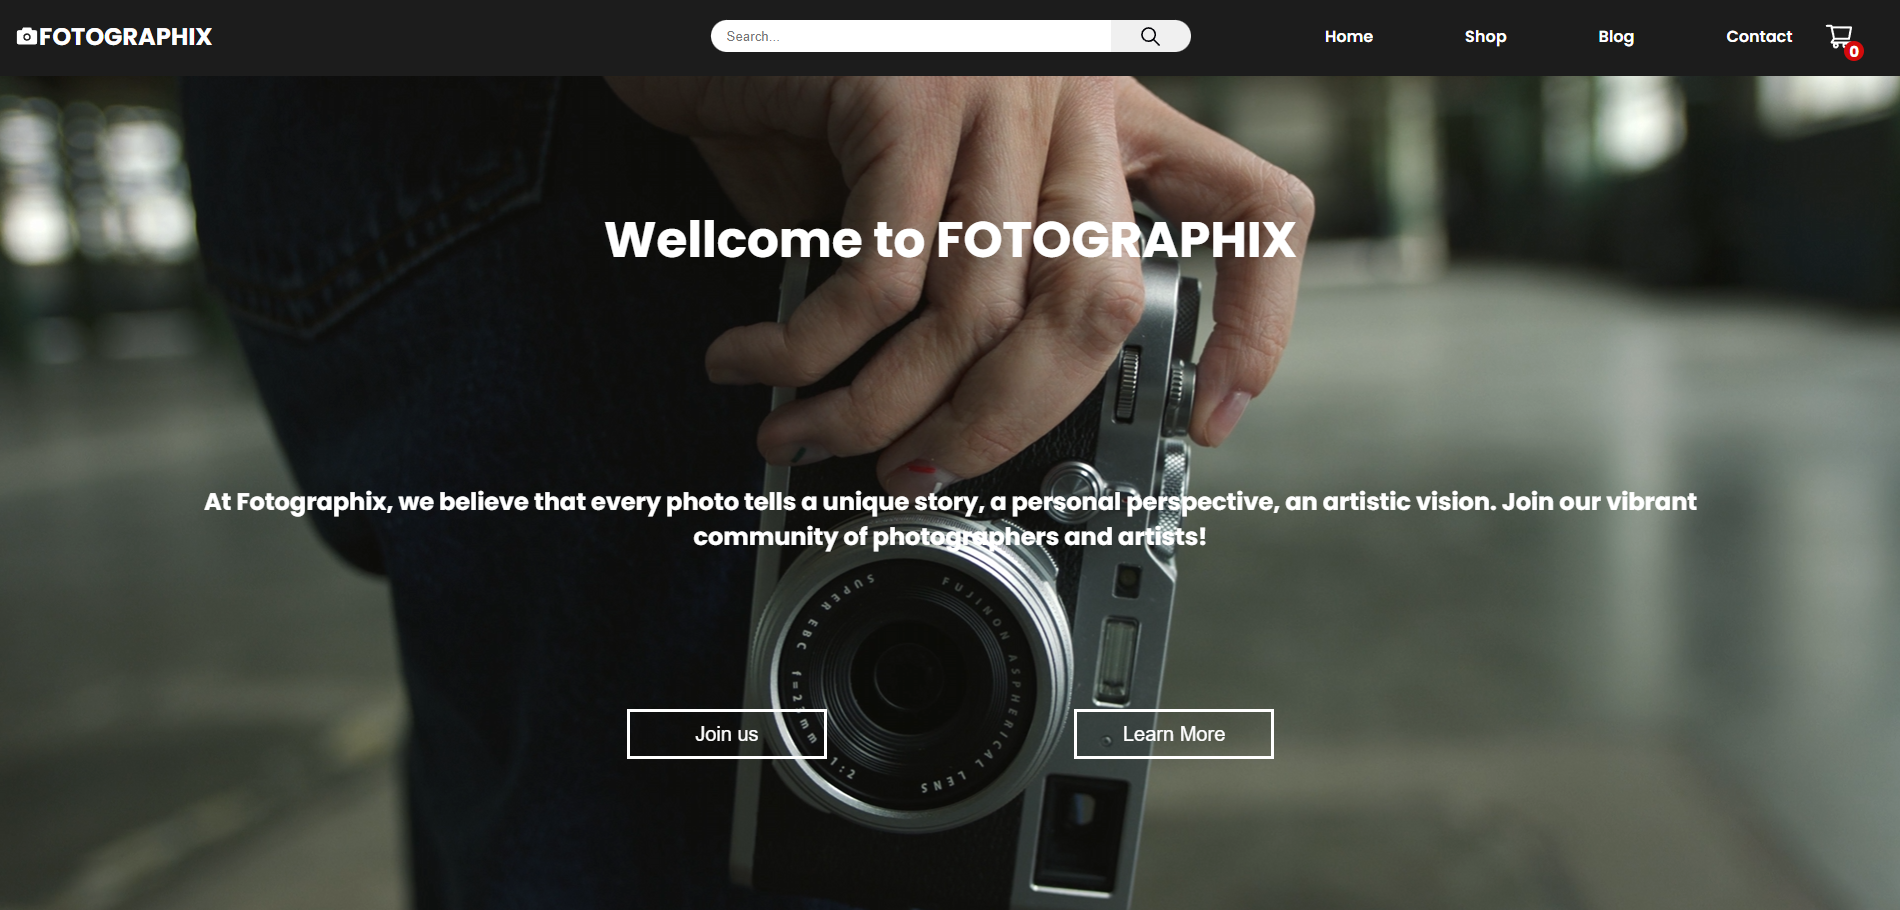 FOTOGRAPHIX
Search...
Home
Shop
Blog
Contact
0
Wellcome to FOTOGRAPHIX
At Fotographix, we believe that every photo tells a unique story, a personal perspective, an artistic vision. Join our vibrant
community of photographers and artists!
SUPER EBC f=23mm 1:2
FUJINON ASPHERICAL LENS
Join us
Learn More